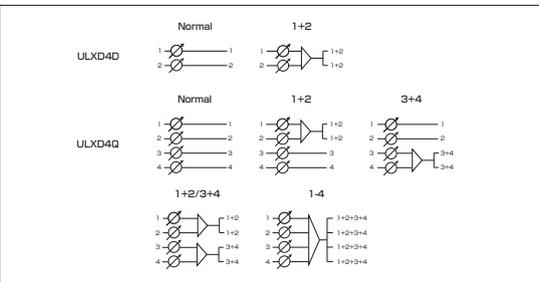 Normal 1+2
ULXD4D
1 1 1 1+2
2 2 2 1+2
Normal 1+2 3+4
ULXD4Q
1 1 1 1+2 1 1
2 2 2 1+2 2 2
3 3 3 3 3 3+4
4 4 4 4 4 3+4
1+2/3+4 1-4
1 1+2 1 1+2+3+4
2 1+2 2 1+2+3+4
3 3+4 3 1+2+3+4
4 3+4 4 1+2+3+4